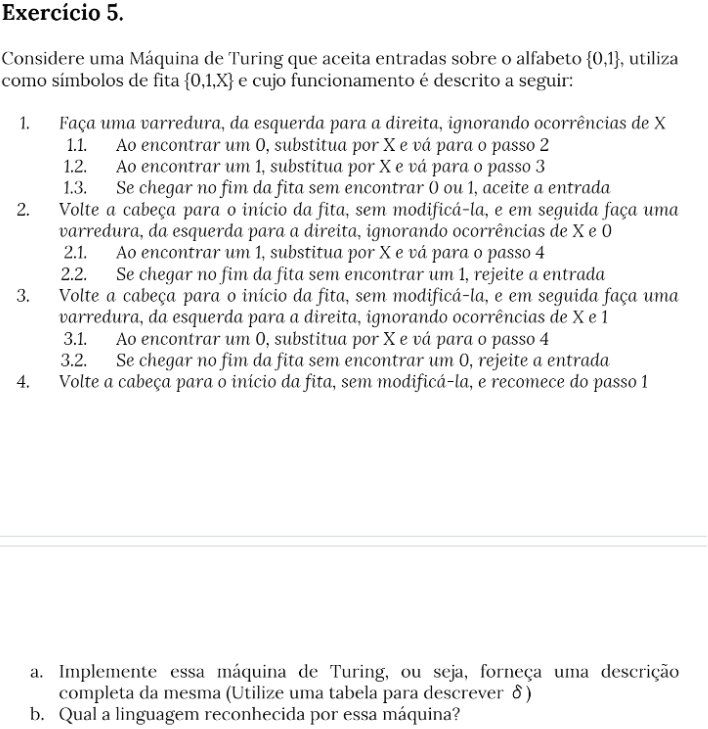 Exercício 5.
Considere uma Máquina de Turing que aceita entradas sobre o alfabeto {0,1}, utiliza
como símbolos de fita {0,1,X} e cujo funcionamento é descrito a seguir:
1. Faça uma varredura, da esquerda para a direita, ignorando ocorrências de X
1.1. Ao encontrar um 0, substitua por X e vá para o passo 2
1.2. Ao encontrar um 1, substitua por X e vá para o passo 3
1.3. Se chegar no fim da fita sem encontrar 0 ou 1, aceite a entrada
2. Volte a cabeça para o início da fita, sem modificá-la, e em seguida faça uma
varredura, da esquerda para a direita, ignorando ocorrências de X e 0
2.1. Ao encontrar um 1, substitua por X e vá para o passo 4
2.2. Se chegar no fim da fita sem encontrar um 1, rejeite a entrada
3. Volte a cabeça para o início da fita, sem modificá-la, e em seguida faça uma
varredura, da esquerda para a direita, ignorando ocorrências de X e 1
3.1. Ao encontrar um 0, substitua por X e vá para o passo 4
3.2. Se chegar no fim da fita sem encontrar um 0, rejeite a entrada
4. Volte a cabeça para o início da fita, sem modificá-la, e recomece do passo 1
a. Implemente essa máquina de Turing, ou seja, forneça uma descrição
completa da mesma (Utilize uma tabela para descrever δ)
b. Qual a linguagem reconhecida por essa máquina?